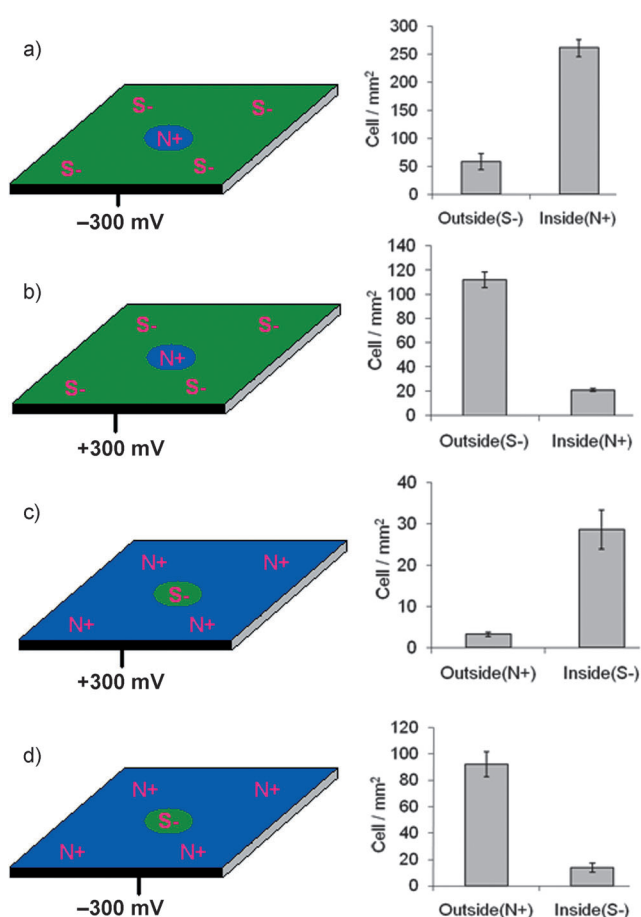 a)
S-
S-
N+
S-
S-
–300 mV
300
250
200
150
100
50
0
Cell / mm²
Outside(S-) Inside(N+)
b)
S-
S-
N+
S-
S-
+300 mV
140
120
100
80
60
40
20
0
Cell / mm²
Outside(S-) Inside(N+)
c)
N+
N+
S-
N+
N+
+300 mV
40
30
20
10
0
Cell / mm²
Outside(N+) Inside(S-)
d)
N+
N+
S-
N+
N+
–300 mV
120
100
80
60
40
20
0
Cell / mm²
Outside(N+) Inside(S-)